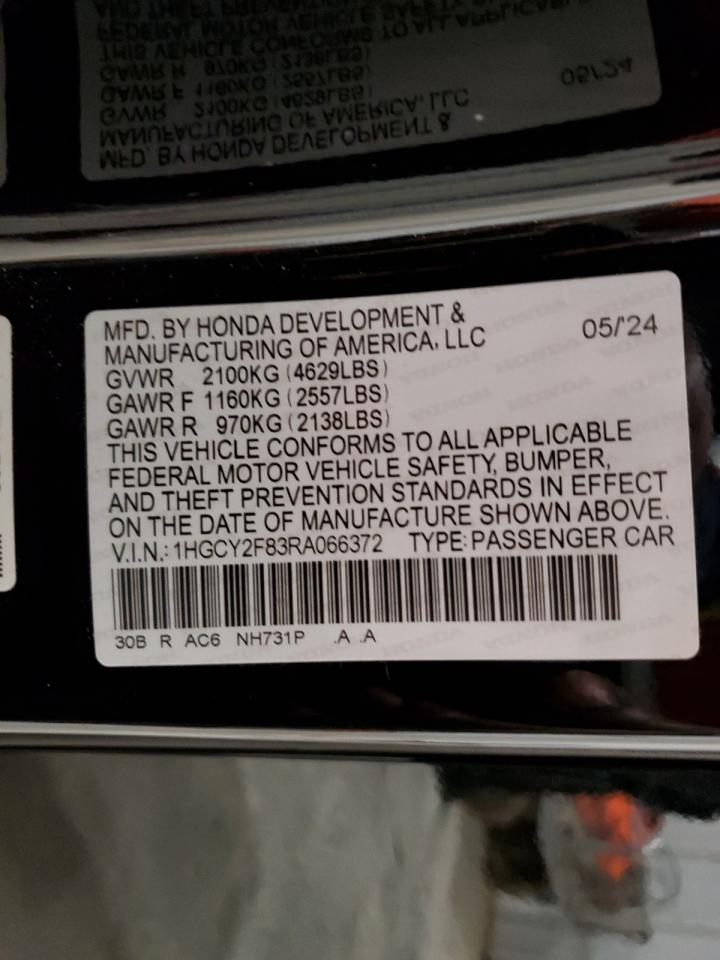 MFD. BY HONDA DEVELOPMENT &
MANUFACTURING OF AMERICA, LLC 05/'24
GVWR 2100KG (4629LBS)
GAWR F 1160KG (2557LBS)
GAWR R 970KG (2138LBS)
THIS VEHICLE CONFORMS TO ALL APPLICABLE
FEDERAL MOTOR VEHICLE SAFETY, BUMPER,
AND THEFT PREVENTION STANDARDS IN EFFECT
ON THE DATE OF MANUFACTURE SHOWN ABOVE.
V.I.N.: 1HGCY2F83RA066372 TYPE: PASSENGER CAR
30B R AC6 NH731P .A .A